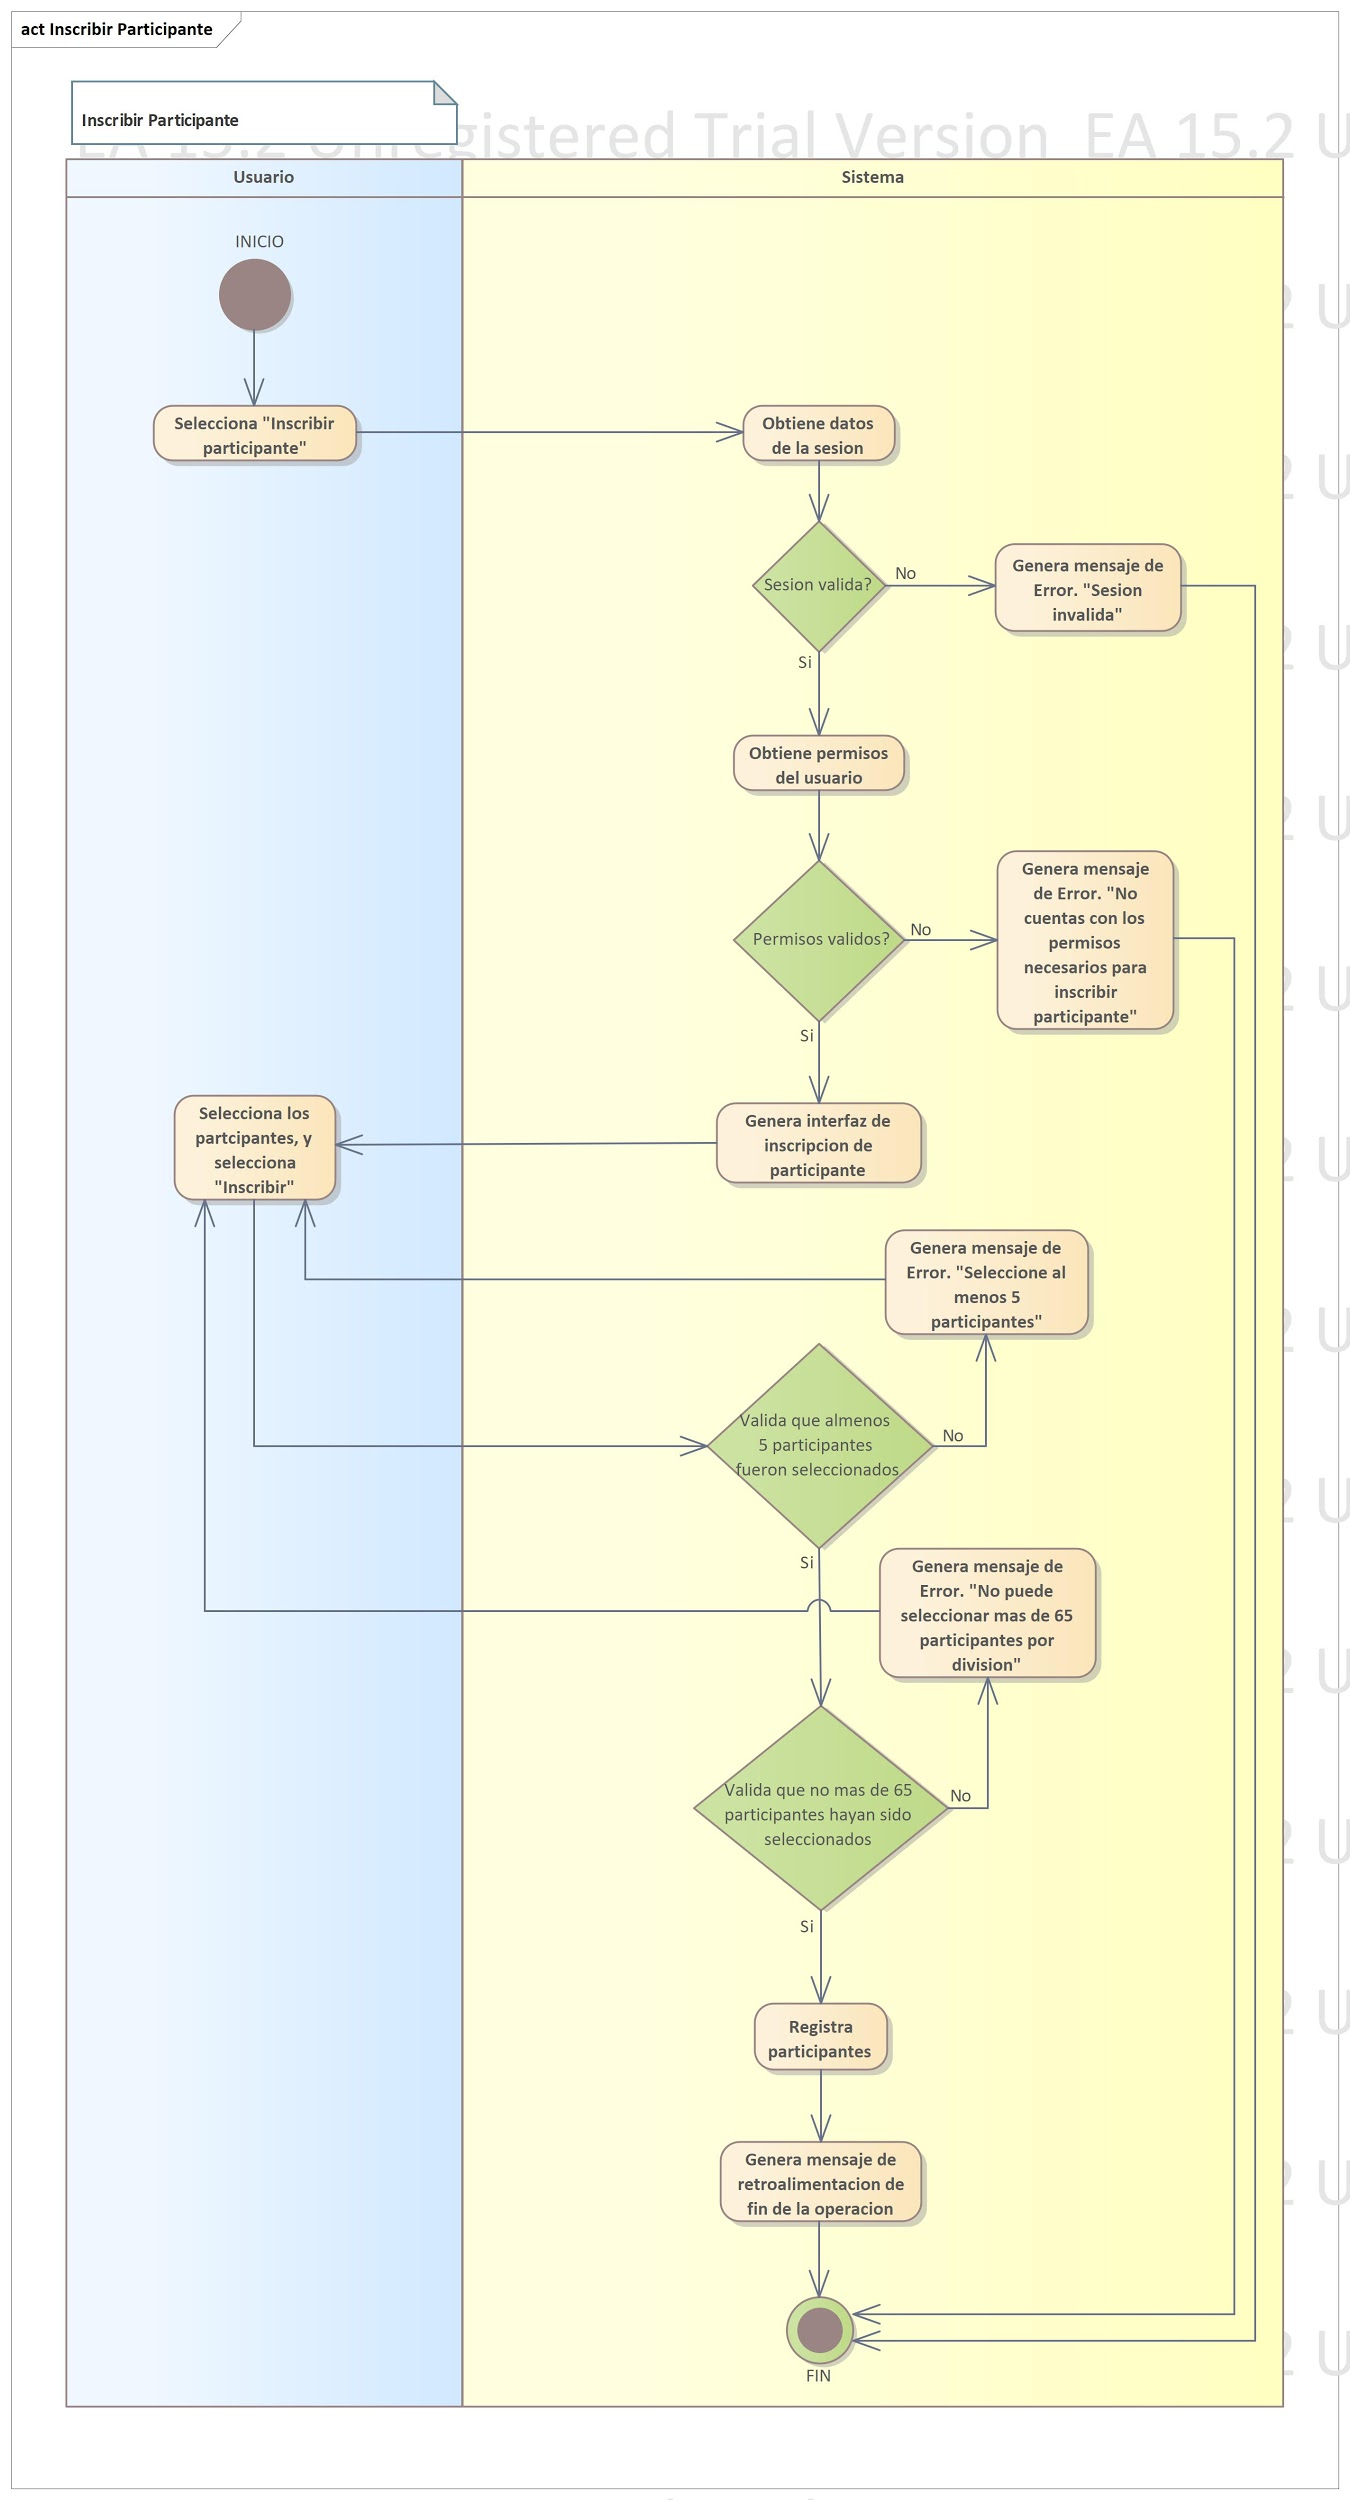 act Inscribir Participante
Inscribir Participante
EA 15.2 Unregistered Trial Version EA 15.2 U
Usuario
Sistema
INICIO
Selecciona "Inscribir
participante"
Obtiene datos
de la sesion
Sesion valida?
No
Genera mensaje de
Error. "Sesion
invalida"
Si
Obtiene permisos
del usuario
Permisos validos?
No
Genera mensaje
de Error. "No
cuentas con los
permisos
necesarios para
inscribir
participante"
Si
Genera interfaz de
inscripcion de
participante
Selecciona los
partcipantes, y
selecciona
"Inscribir"
Genera mensaje de
Error. "Seleccione al
menos 5
participantes"
Valida que almenos
5 participantes
fueron seleccionados
No
Si
Genera mensaje de
Error. "No puede
seleccionar mas de 65
participantes por
division"
Valida que no mas de 65
participantes hayan sido
seleccionados
No
Si
Registra
participantes
Genera mensaje de
retroalimentacion de
fin de la operacion
FIN